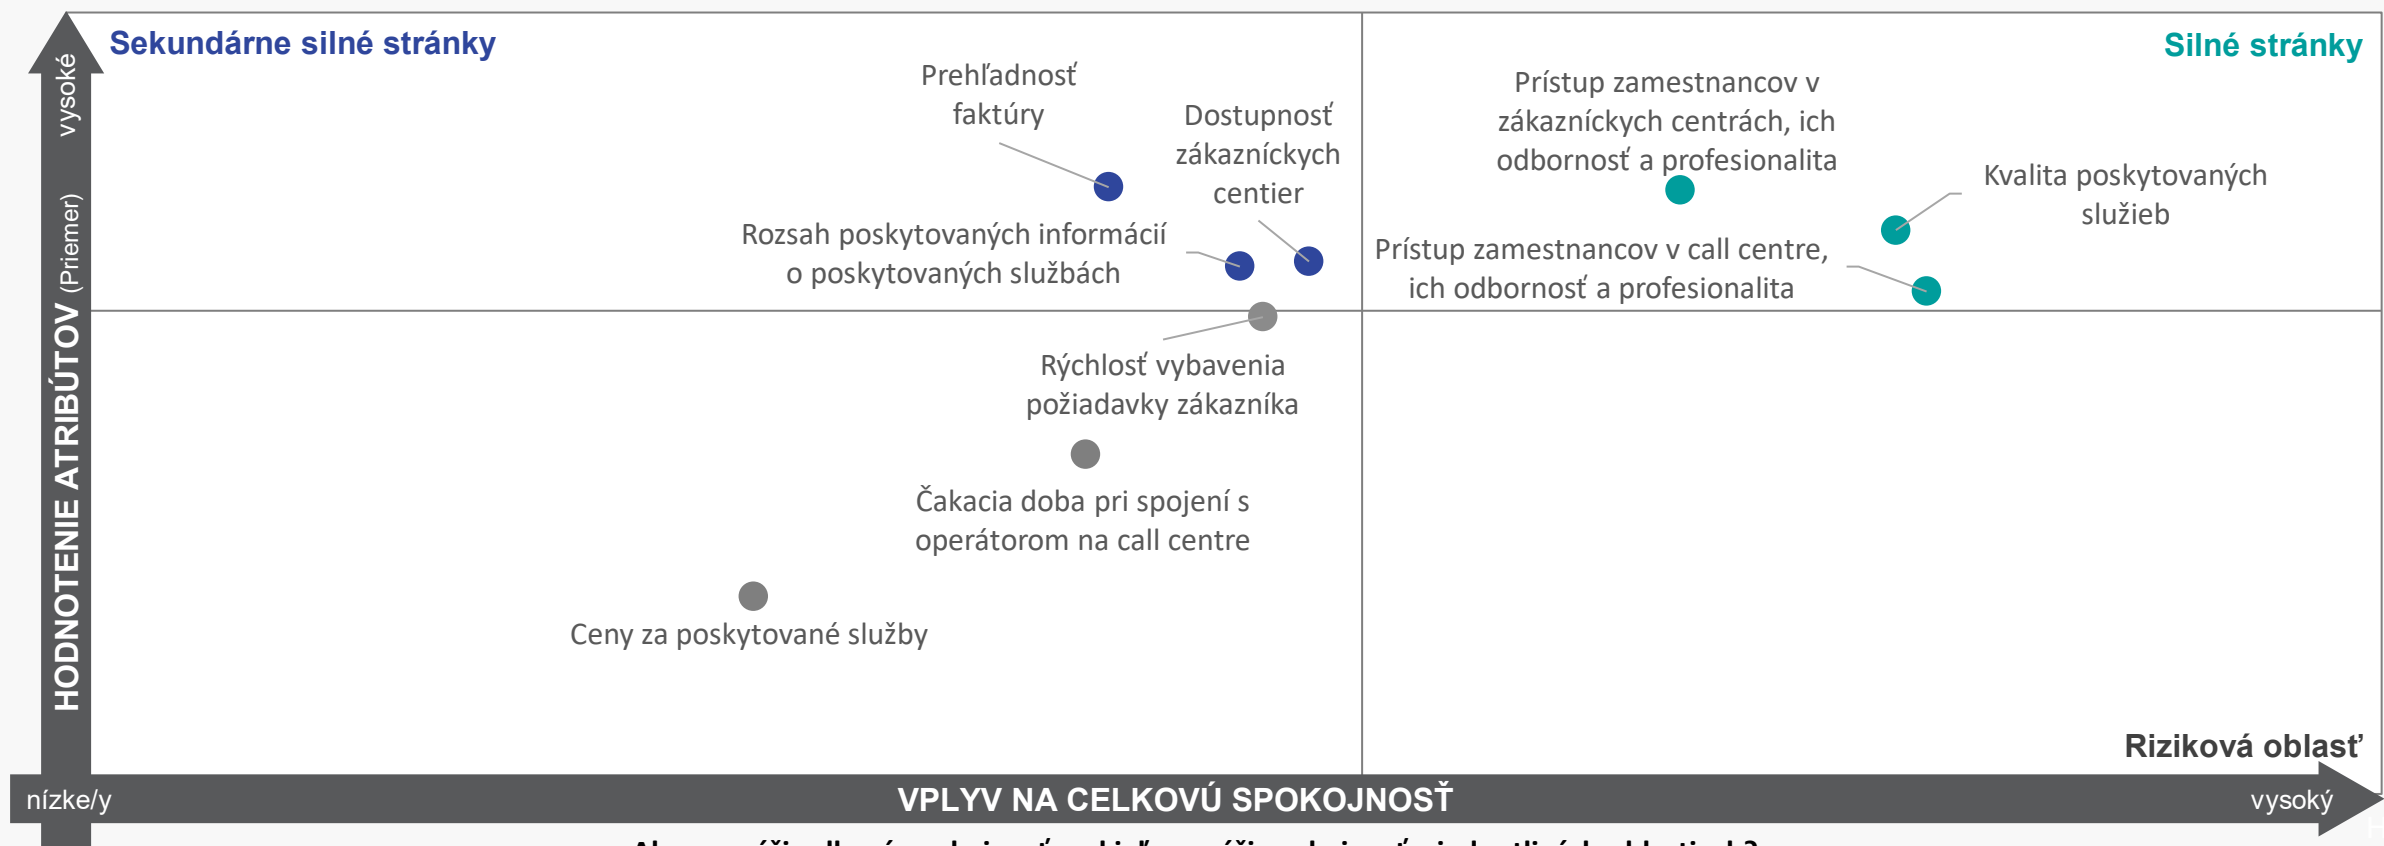 Sekundárne silné stránky
Silné stránky
Prehľadnosť
faktúry
Dostupnosť
zákazníckych
centier
Prístup zamestnancov v
zákazníckych centrách, ich
odbornosť a profesionalita
Kvalita poskytovaných
služieb
Rozsah poskytovaných informácií
o poskytovaných službách
Prístup zamestnancov v call centre,
ich odbornosť a profesionalita
Rýchlosť vybavenia
požiadavky zákazníka
Čakacia doba pri spojení s
operátorom na call centre
Ceny za poskytované služby
Riziková oblasť
HODNOTENIE ATRIBÚTOV (Priemer)
vysoké
nízke/y
VPLYV NA CELKOVÚ SPOKOJNOSŤ
vysoký